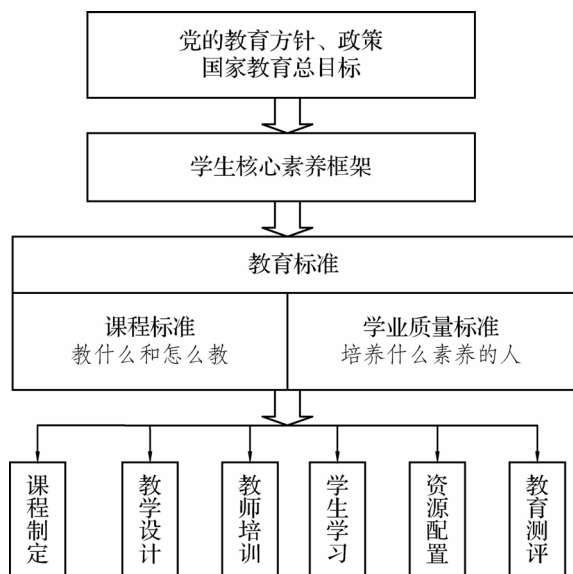 党的教育方针、政策
国家教育总目标
学生核心素养框架
教育标准
课程标准
教什么和怎么教
学业质量标准
培养什么素养的人
课程制定
教学设计
教师培训
学生学习
资源配置
教育测评